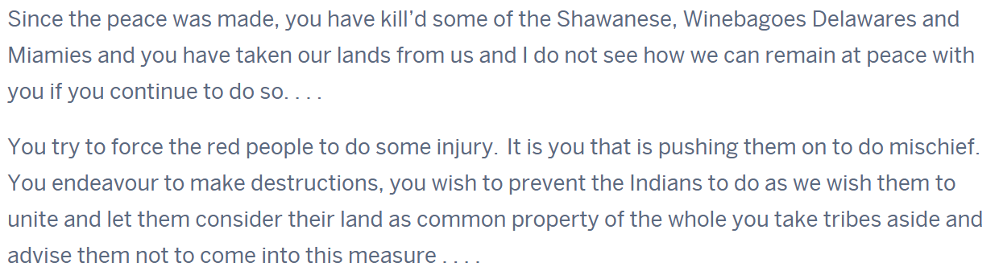 Since the peace was made, you have kill’d some of the Shawanese, Winebagoes Delawares and
Miamies and you have taken our lands from us and I do not see how we can remain at peace with
you if you continue to do so. . . .
You try to force the red people to do some injury.  It is you that is pushing them on to do mischief.
You endeavour to make destructions, you wish to prevent the Indians to do as we wish them to
unite and let them consider their land as common property of the whole you take tribes aside and
advise them not to come into this measure . . . .